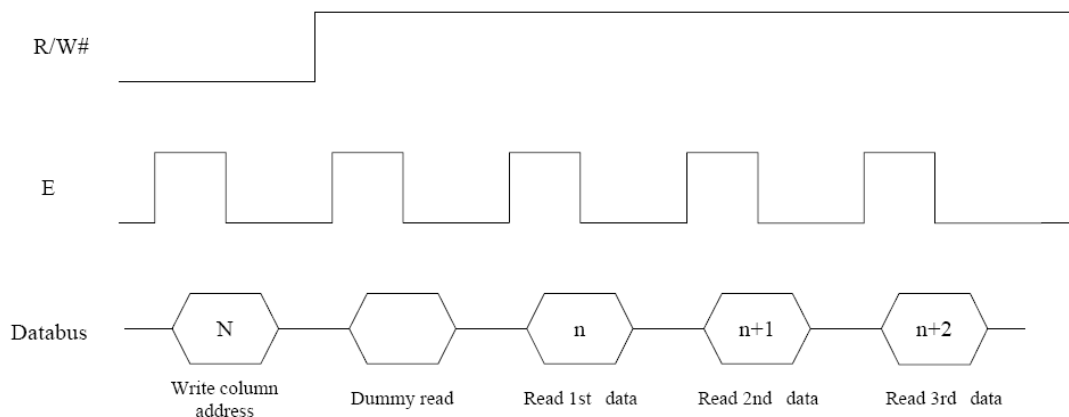 R/W#
E
Databus
N
n
n+1
n+2
Write column
address
Dummy read
Read 1st data
Read 2nd data
Read 3rd data